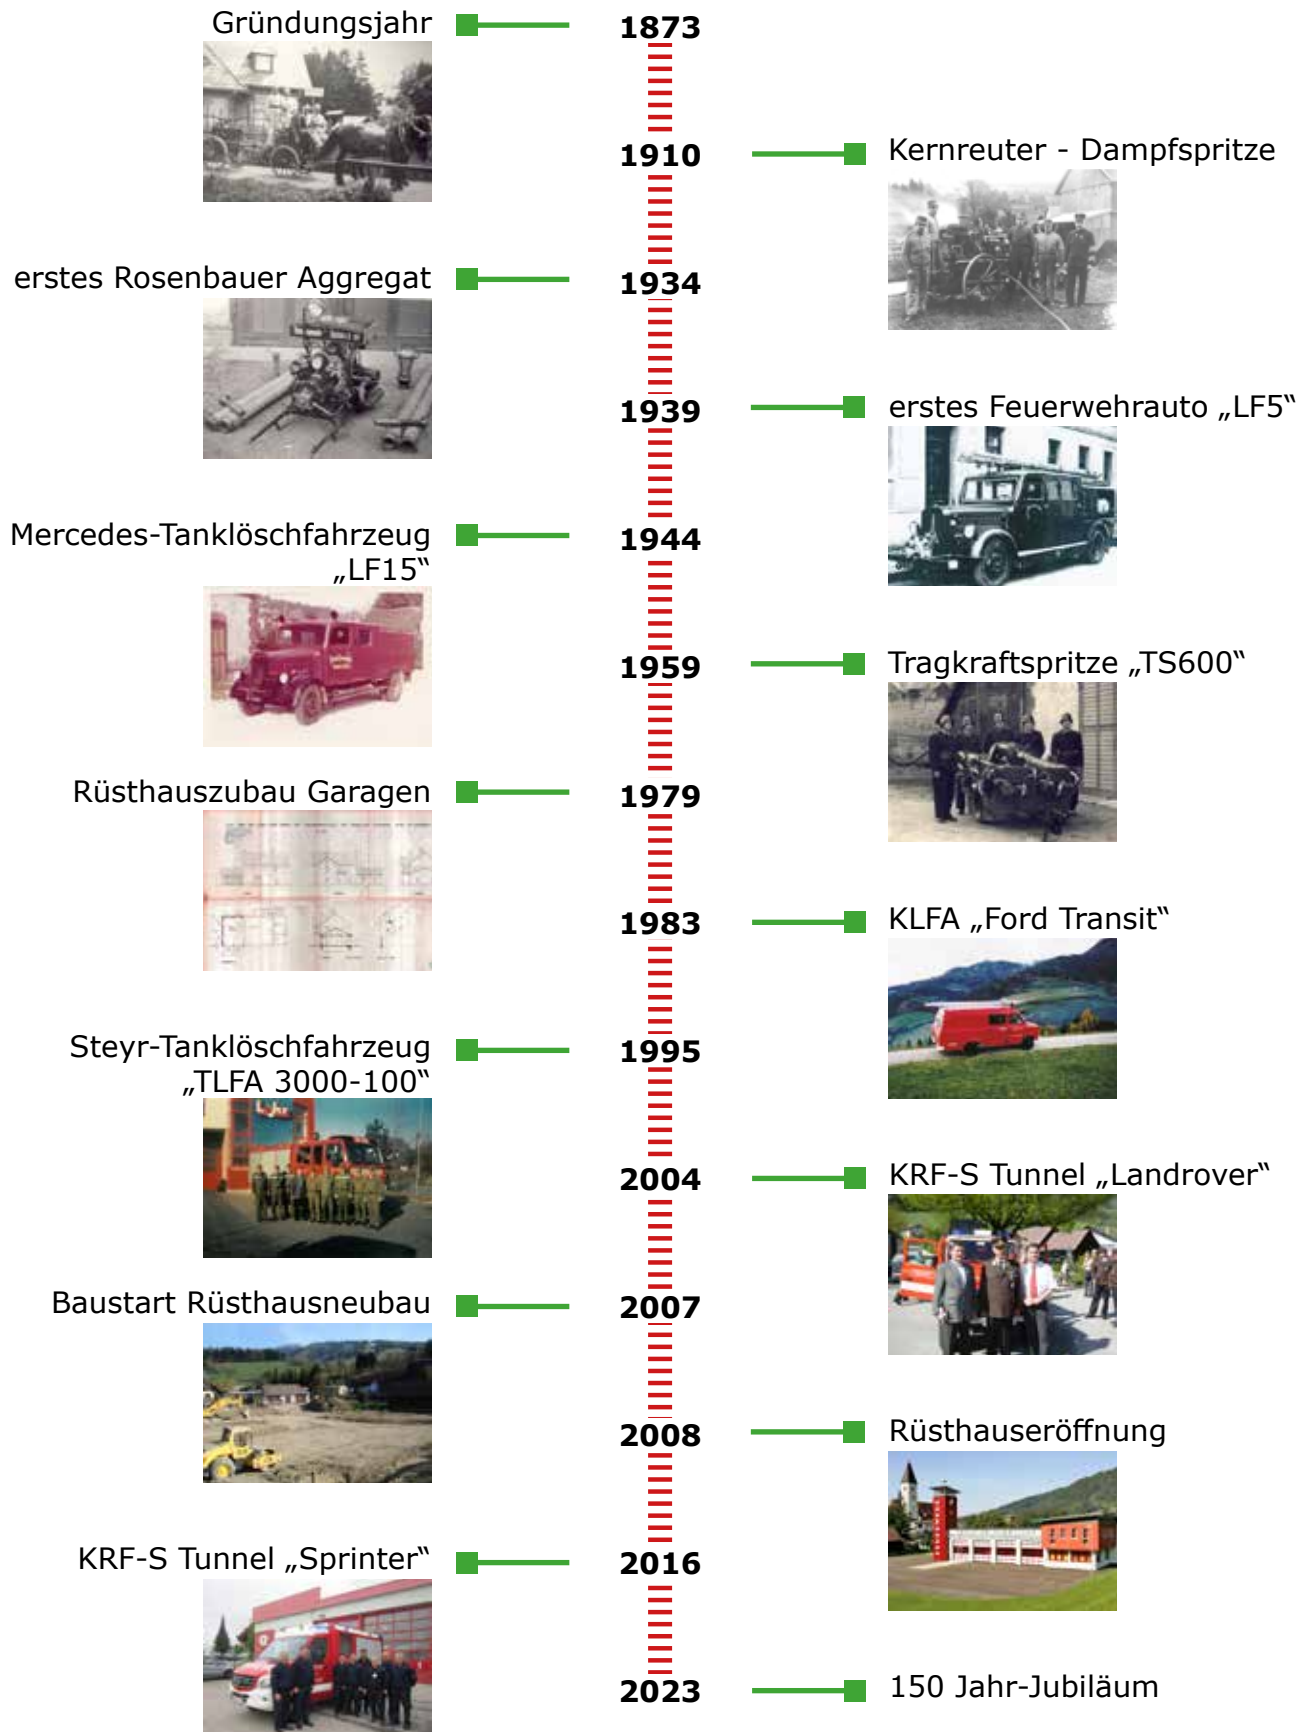 Gründungsjahr
1873
1910
Kernreuter - Dampfspritze
erstes Rosenbauer Aggregat
1934
1939
erstes Feuerwehrauto „LF5“
Mercedes-Tanklöschfahrzeug
„LF15“
1944
1959
Tragkraftspritze „TS600“
Rüsthauszubau Garagen
1979
1983
KLFA „Ford Transit“
Steyr-Tanklöschfahrzeug
„TLFA 3000-100“
1995
2004
KRF-S Tunnel „Landrover“
Baustart Rüsthausneubau
2007
2008
Rüsthauseröffnung
KRF-S Tunnel „Sprinter“
2016
2023
150 Jahr-Jubiläum